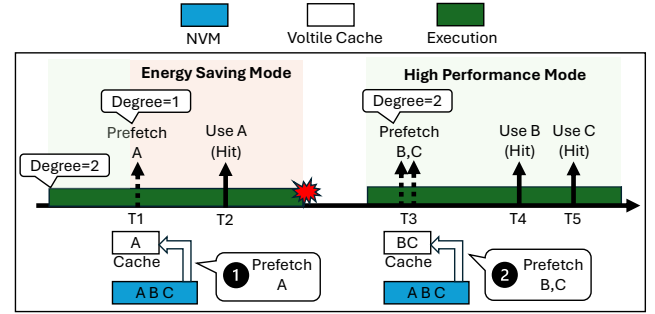 NVM
Voltile Cache
Execution
Energy Saving Mode
High Performance Mode
Degree=1
Degree=2
Prefetch
A
Use A
(Hit)
Prefetch
B,C
Use B
(Hit)
Use C
(Hit)
Degree=2
T1
T2
T3
T4
T5
A
Cache
A B C
1
Prefetch
A
BC
Cache
A B C
2
Prefetch
B,C